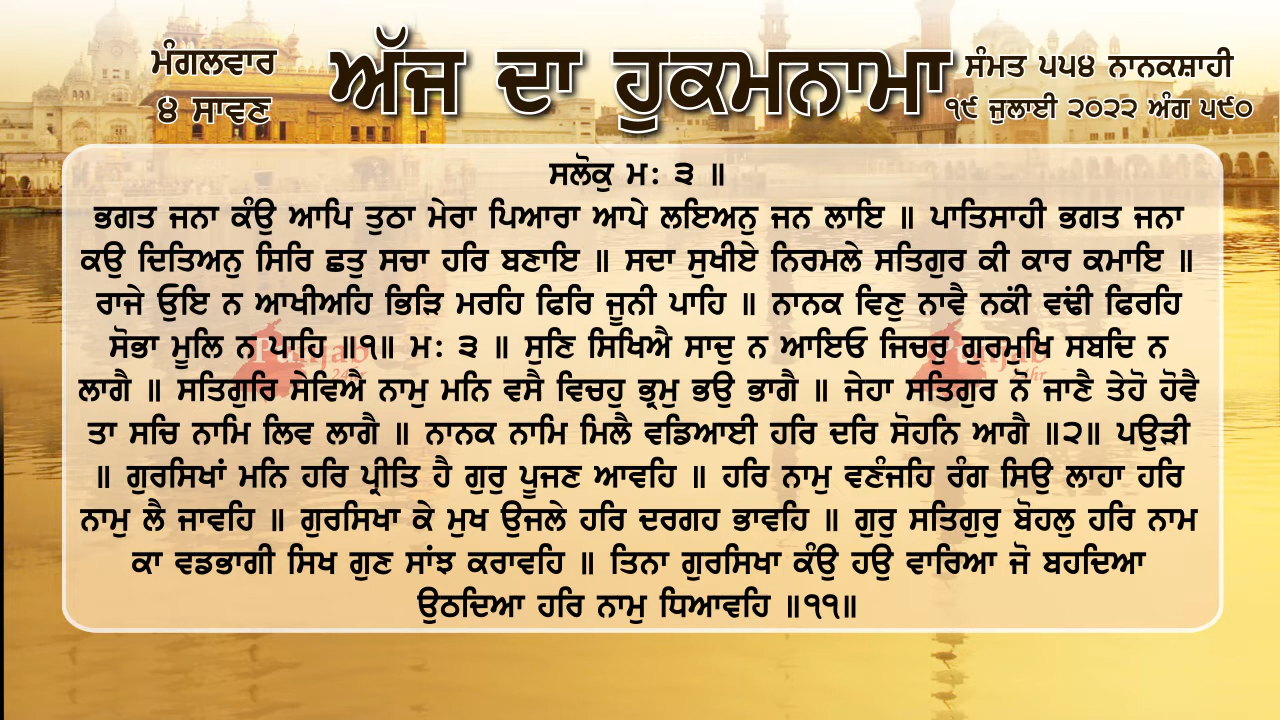 ਮੰਗਲਵਾਰ
੪ ਸਾਵਣ
ਅੱਜ ਦਾ ਹੁਕਮਨਾਮਾ
ਸੰਮਤ ੫੫੪ ਨਾਨਕਸ਼ਾਹੀ
੧੯ ਜੁਲਾਈ ੨੦੨੨ ਅੰਗ ੫੯੦
ਸਲੋਕੁ ਮਃ ੩ ॥
ਭਗਤ ਜਨਾ ਕੰਉ ਆਪਿ ਤੁਠਾ ਮੇਰਾ ਪਿਆਰਾ ਆਪੇ ਲਇਅਨੁ ਜਨ ਲਾਇ ॥ ਪਾਤਿਸਾਹੀ ਭਗਤ ਜਨਾ
ਕਉ ਦਿਤਿਅਨੁ ਸਿਰਿ ਛਤੁ ਸਚਾ ਹਰਿ ਬਣਾਇ ॥ ਸਦਾ ਸੁਖੀਏ ਨਿਰਮਲੇ ਸਤਿਗੁਰ ਕੀ ਕਾਰ ਕਮਾਇ ॥
ਰਾਜੇ ਓੁਇ ਨ ਆਖੀਅਹਿ ਭਿੜਿ ਮਰਹਿ ਫਿਰਿ ਜੂਨੀ ਪਾਹਿ ॥ ਨਾਨਕ ਵਿਣੁ ਨਾਵੈ ਨਕੀਂ ਵਢੀਂ ਫਿਰਹਿ
ਸੋਭਾ ਮੂਲਿ ਨ ਪਾਹਿ ॥੧॥ ਮਃ ੩ ॥ ਸੁਣਿ ਸਿਖਿਐ ਸਾਦੁ ਨ ਆਇਓ ਜਿਚਰੁ ਗੁਰਮੁਖਿ ਸਬਦਿ ਨ
ਲਾਗੈ ॥ ਸਤਿਗੁਰਿ ਸੇਵਿਐ ਨਾਮੁ ਮਨਿ ਵਸੈ ਵਿਚਹੁ ਭ੍ਰਮੁ ਭਉ ਭਾਗੈ ॥ ਜੇਹਾ ਸਤਿਗੁਰ ਨੋ ਜਾਣੈ ਤੇਹੋ ਹੋਵੈ
ਤਾ ਸਚਿ ਨਾਮਿ ਲਿਵ ਲਾਗੈ ॥ ਨਾਨਕ ਨਾਮਿ ਮਿਲੈ ਵਡਿਆਈ ਹਰਿ ਦਰਿ ਸੋਹਨਿ ਆਗੈ ॥੨॥ ਪਉੜੀ
॥ ਗੁਰਸਿਖਾਂ ਮਨਿ ਹਰਿ ਪ੍ਰੀਤਿ ਹੈ ਗੁਰੁ ਪੂਜਣ ਆਵਹਿ ॥ ਹਰਿ ਨਾਮੁ ਵਣੰਜਹਿ ਰੰਗ ਸਿਉ ਲਾਹਾ ਹਰਿ
ਨਾਮੁ ਲੈ ਜਾਵਹਿ ॥ ਗੁਰਸਿਖਾ ਕੇ ਮੁਖ ਉਜਲੇ ਹਰਿ ਦਰਗਹ ਭਾਵਹਿ ॥ ਗੁਰੁ ਸਤਿਗੁਰੁ ਬੋਹਲੁ ਹਰਿ ਨਾਮ
ਕਾ ਵਡਭਾਗੀ ਸਿਖ ਗੁਣ ਸਾਂਝ ਕਰਾਵਹਿ ॥ ਤਿਨਾ ਗੁਰਸਿਖਾ ਕੰਉ ਹਉ ਵਾਰਿਆ ਜੋ ਬਹਦਿਆ
ਉਠਦਿਆ ਹਰਿ ਨਾਮੁ ਧਿਆਵਹਿ ॥੧੧॥